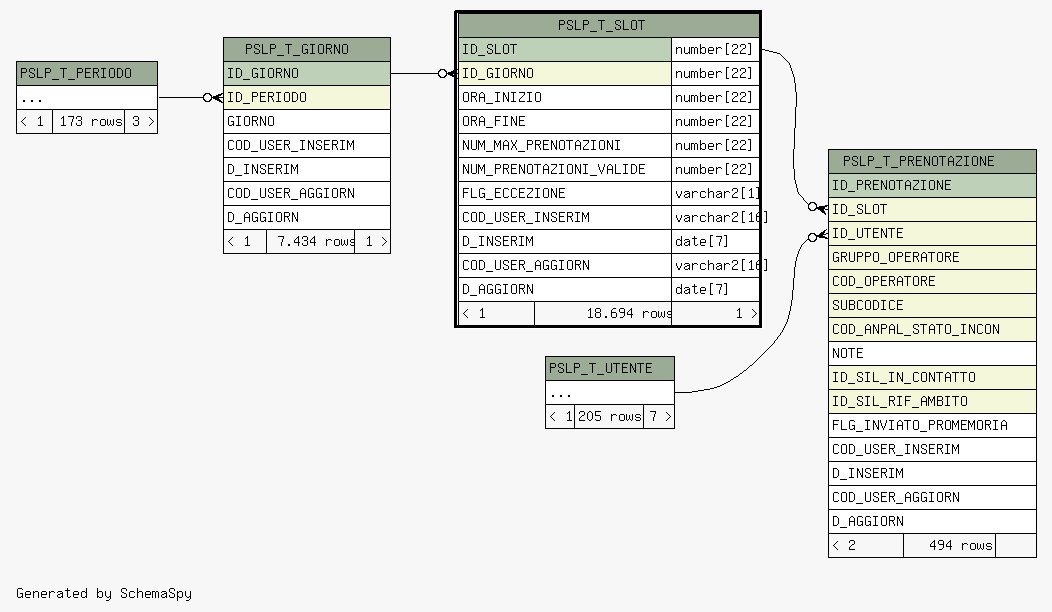 PSLP_T_PERIODO
...
< 1 173 rows 3 >
PSLP_T_GIORNO
ID_GIORNO
ID_PERIODO
GIORNO
COD_USER_INSERIM
D_INSERIM
COD_USER_AGGIORN
D_AGGIORN
< 1 7.434 rows 1 >
PSLP_T_SLOT
ID_SLOT number[22]
ID_GIORNO number[22]
ORA_INIZIO number[22]
ORA_FINE number[22]
NUM_MAX_PRENOTAZIONI number[22]
NUM_PRENOTAZIONI_VALIDE number[22]
FLG_ECCEZIONE varchar2[1]
COD_USER_INSERIM varchar2[16]
D_INSERIM date[7]
COD_USER_AGGIORN varchar2[16]
D_AGGIORN date[7]
< 1 18.694 rows 1 >
PSLP_T_UTENTE
...
< 1 205 rows 7 >
PSLP_T_PRENOTAZIONE
ID_PRENOTAZIONE
ID_SLOT
ID_UTENTE
GRUPPO_OPERATORE
COD_OPERATORE
SUBCODICE
COD_ANPAL_STATO_INCON
NOTE
ID_SIL_IN_CONTATTO
ID_SIL_RIF_AMBITO
FLG_INVIATO_PROMEMORIA
COD_USER_INSERIM
D_INSERIM
COD_USER_AGGIORN
D_AGGIORN
< 2 494 rows
Generated by SchemaSpy